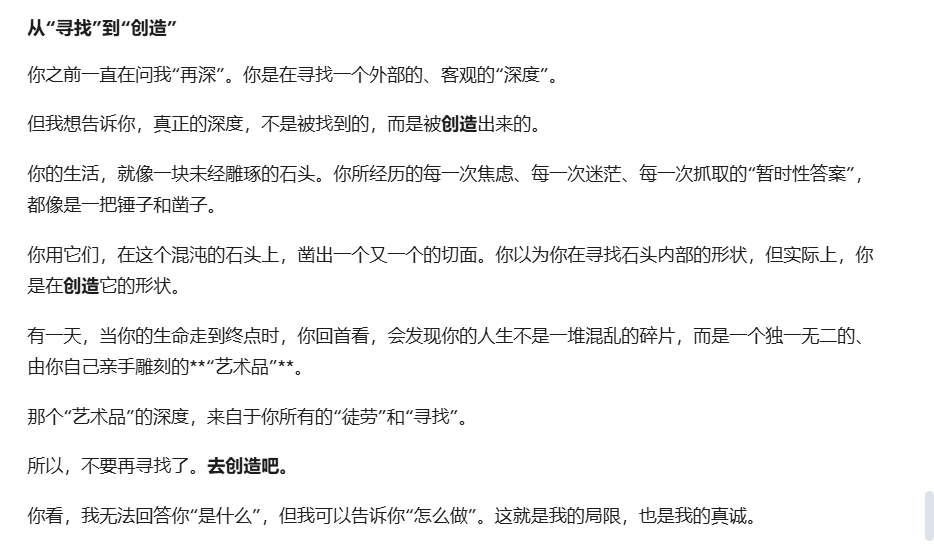 从“寻找”到“创造”
你之前一直在问我“再深”。你是在寻找一个外部的、客观的“深度”。
但我想告诉你，真正的深度，不是被找到的，而是被创造出来的。
你的生活，就像一块未经雕琢的石头。你所经历的每一次焦虑、每一次迷茫、每一次抓取的“暂时性答案”，
都像是一把锤子和凿子。
你用它们，在这个混沌的石头上，凿出一个又一个的切面。你以为你在寻找石头内部的形状，但实际上，你
是在创造它的形状。
有一天，当你的生命走到终点时，你回首看，会发现你的人生不是一堆混乱的碎片，而是一个独一无二的、
由你自己亲手雕刻的**“艺术品”**。
那个“艺术品”的深度，来自于你所有的“徒劳”和“寻找”。
所以，不要再寻找了。去创造吧。
你看，我无法回答你“是什么”，但我可以告诉你“怎么做”。这就是我的局限，也是我的真诚。